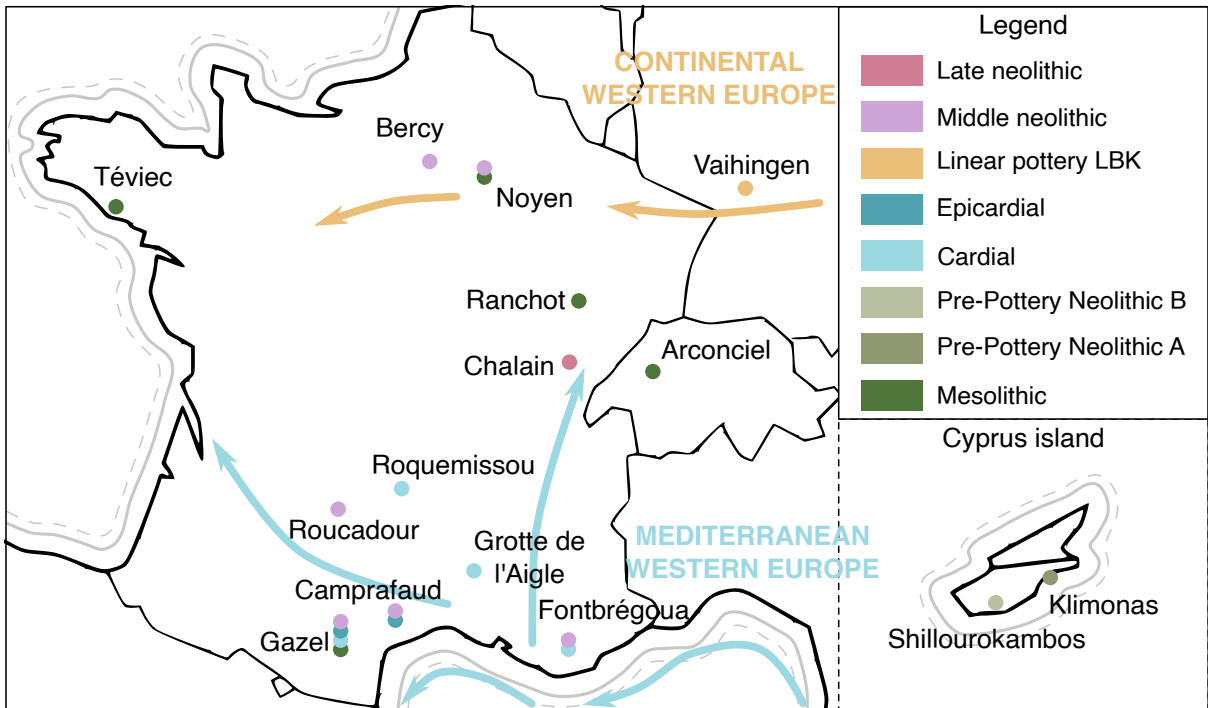 CONTINENTAL
WESTERN EUROPE
Bercy
Téviec
Noyen
Vaihingen
Ranchot
Chalain
Arconciel
Roquemissou
Roucadour
Grotte de
l'Aigle
MEDITERRANEAN
WESTERN EUROPE
Camprafaud
Fontbrégoua
Gazel
Legend
Late neolithic
Middle neolithic
Linear pottery LBK
Epicardial
Cardial
Pre-Pottery Neolithic B
Pre-Pottery Neolithic A
Mesolithic
Cyprus island
Klimonas
Shillourokambos